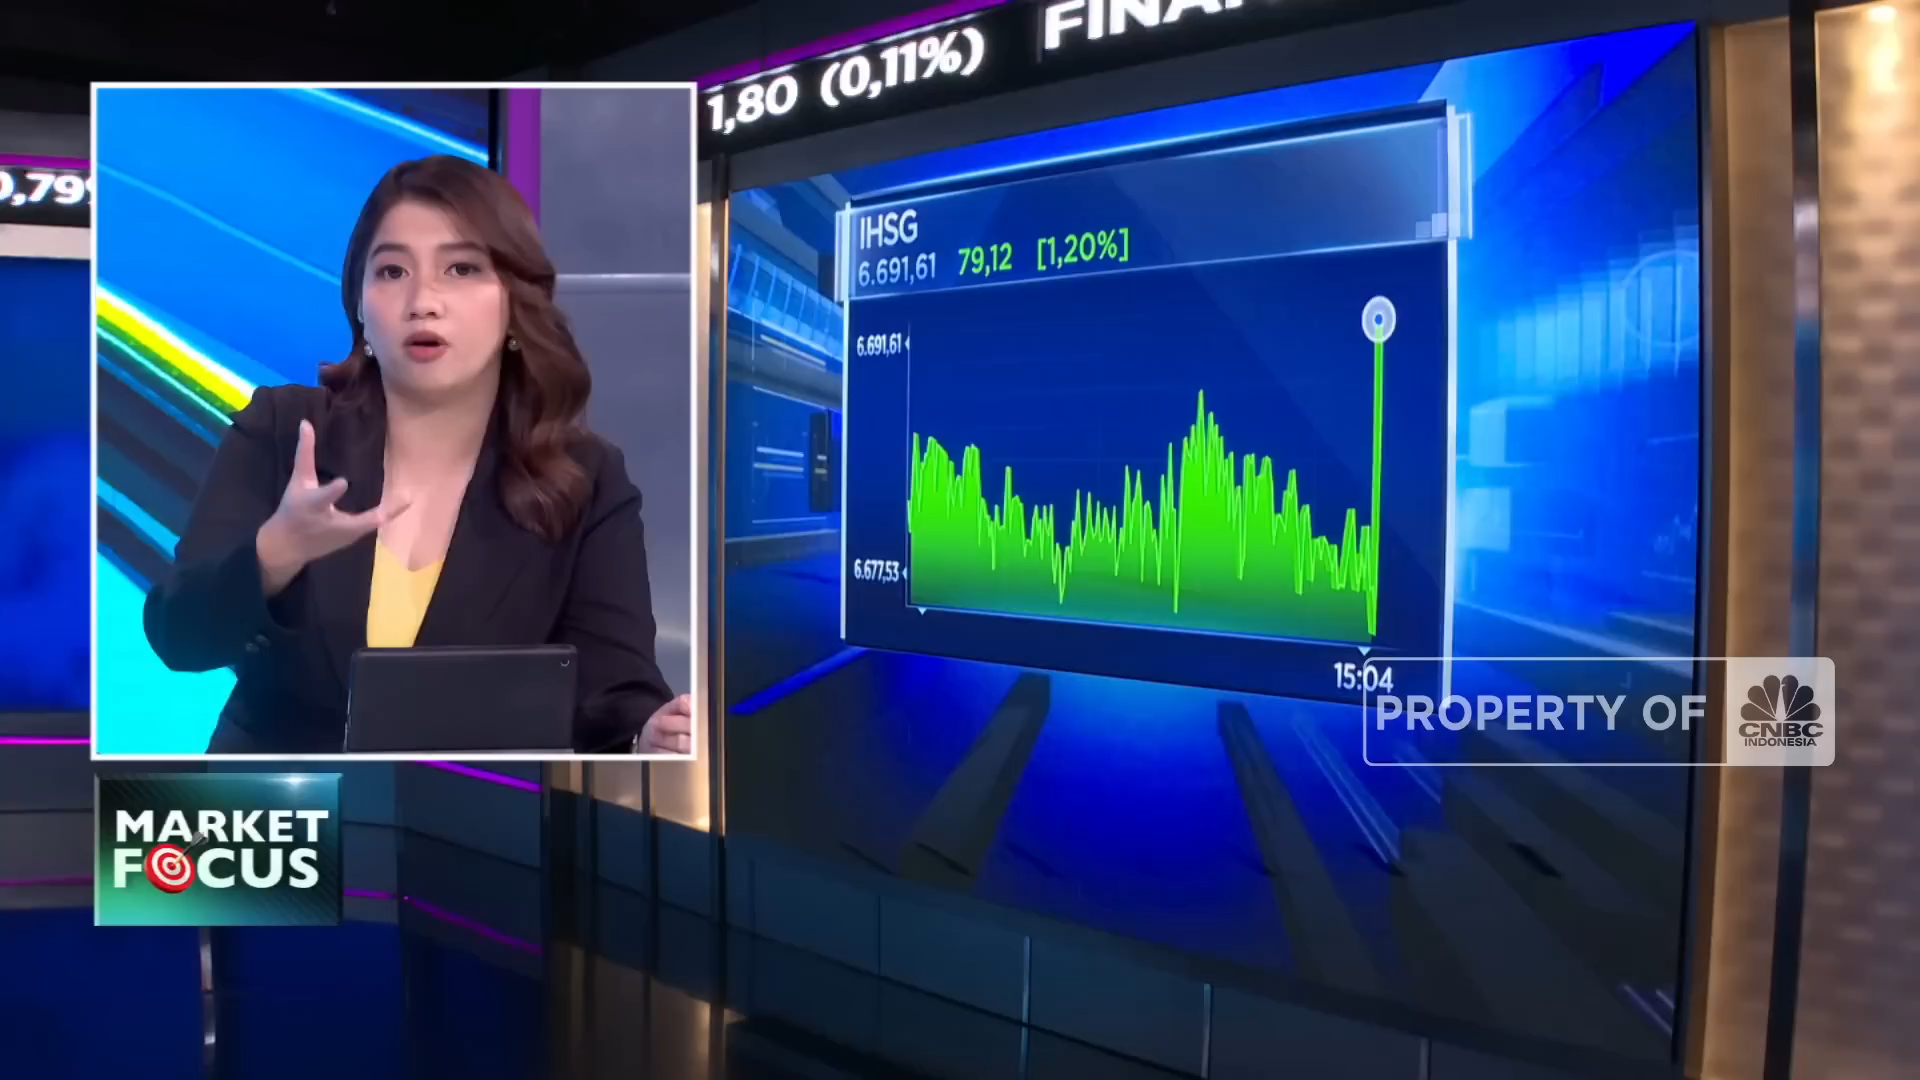 1,80 (0,11%) FINA
0,79%
IHSG
6.691,61 79,12 [1,20%]
6.691,61
6.677,53
15:04
PROPERTY OF
CNBC
INDONESIA
MARKET
FOCUS